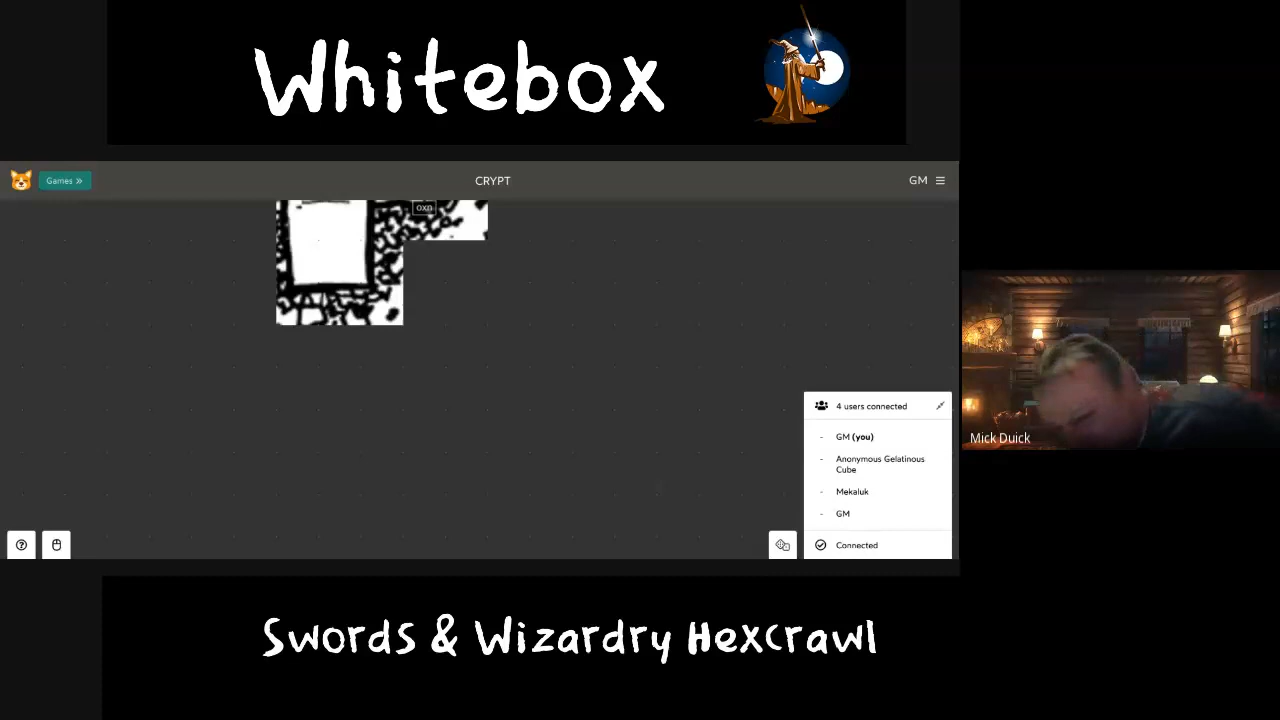 Whitebox
Games »
CRYPT
GM
oxn
4 users connected
- GM (you)
- Anonymous Gelatinous
Cube
- Mekaluk
- GM
Connected
Mick Duick
Swords & Wizardry Hexcrawl